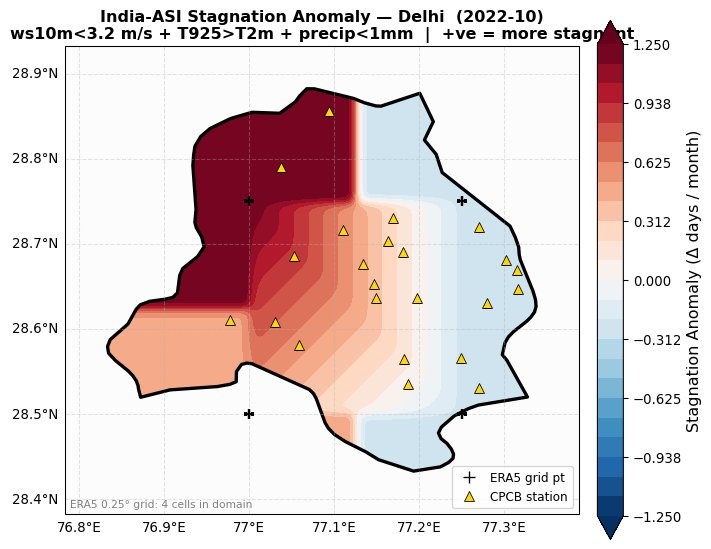 India-ASI Stagnation Anomaly — Delhi  (2022-10)
ws10m<3.2 m/s + T925>T2m + precip<1mm  |  +ve = more stagnant
28.9°N
28.8°N
28.7°N
28.6°N
28.5°N
28.4°N
76.8°E 76.9°E 77°E 77.1°E 77.2°E 77.3°E
ERA5 0.25° grid: 4 cells in domain
ERA5 grid pt
CPCB station
1.250
0.938
0.625
0.312
0.000
−0.312
−0.625
−0.938
−1.250
Stagnation Anomaly (Δ days / month)